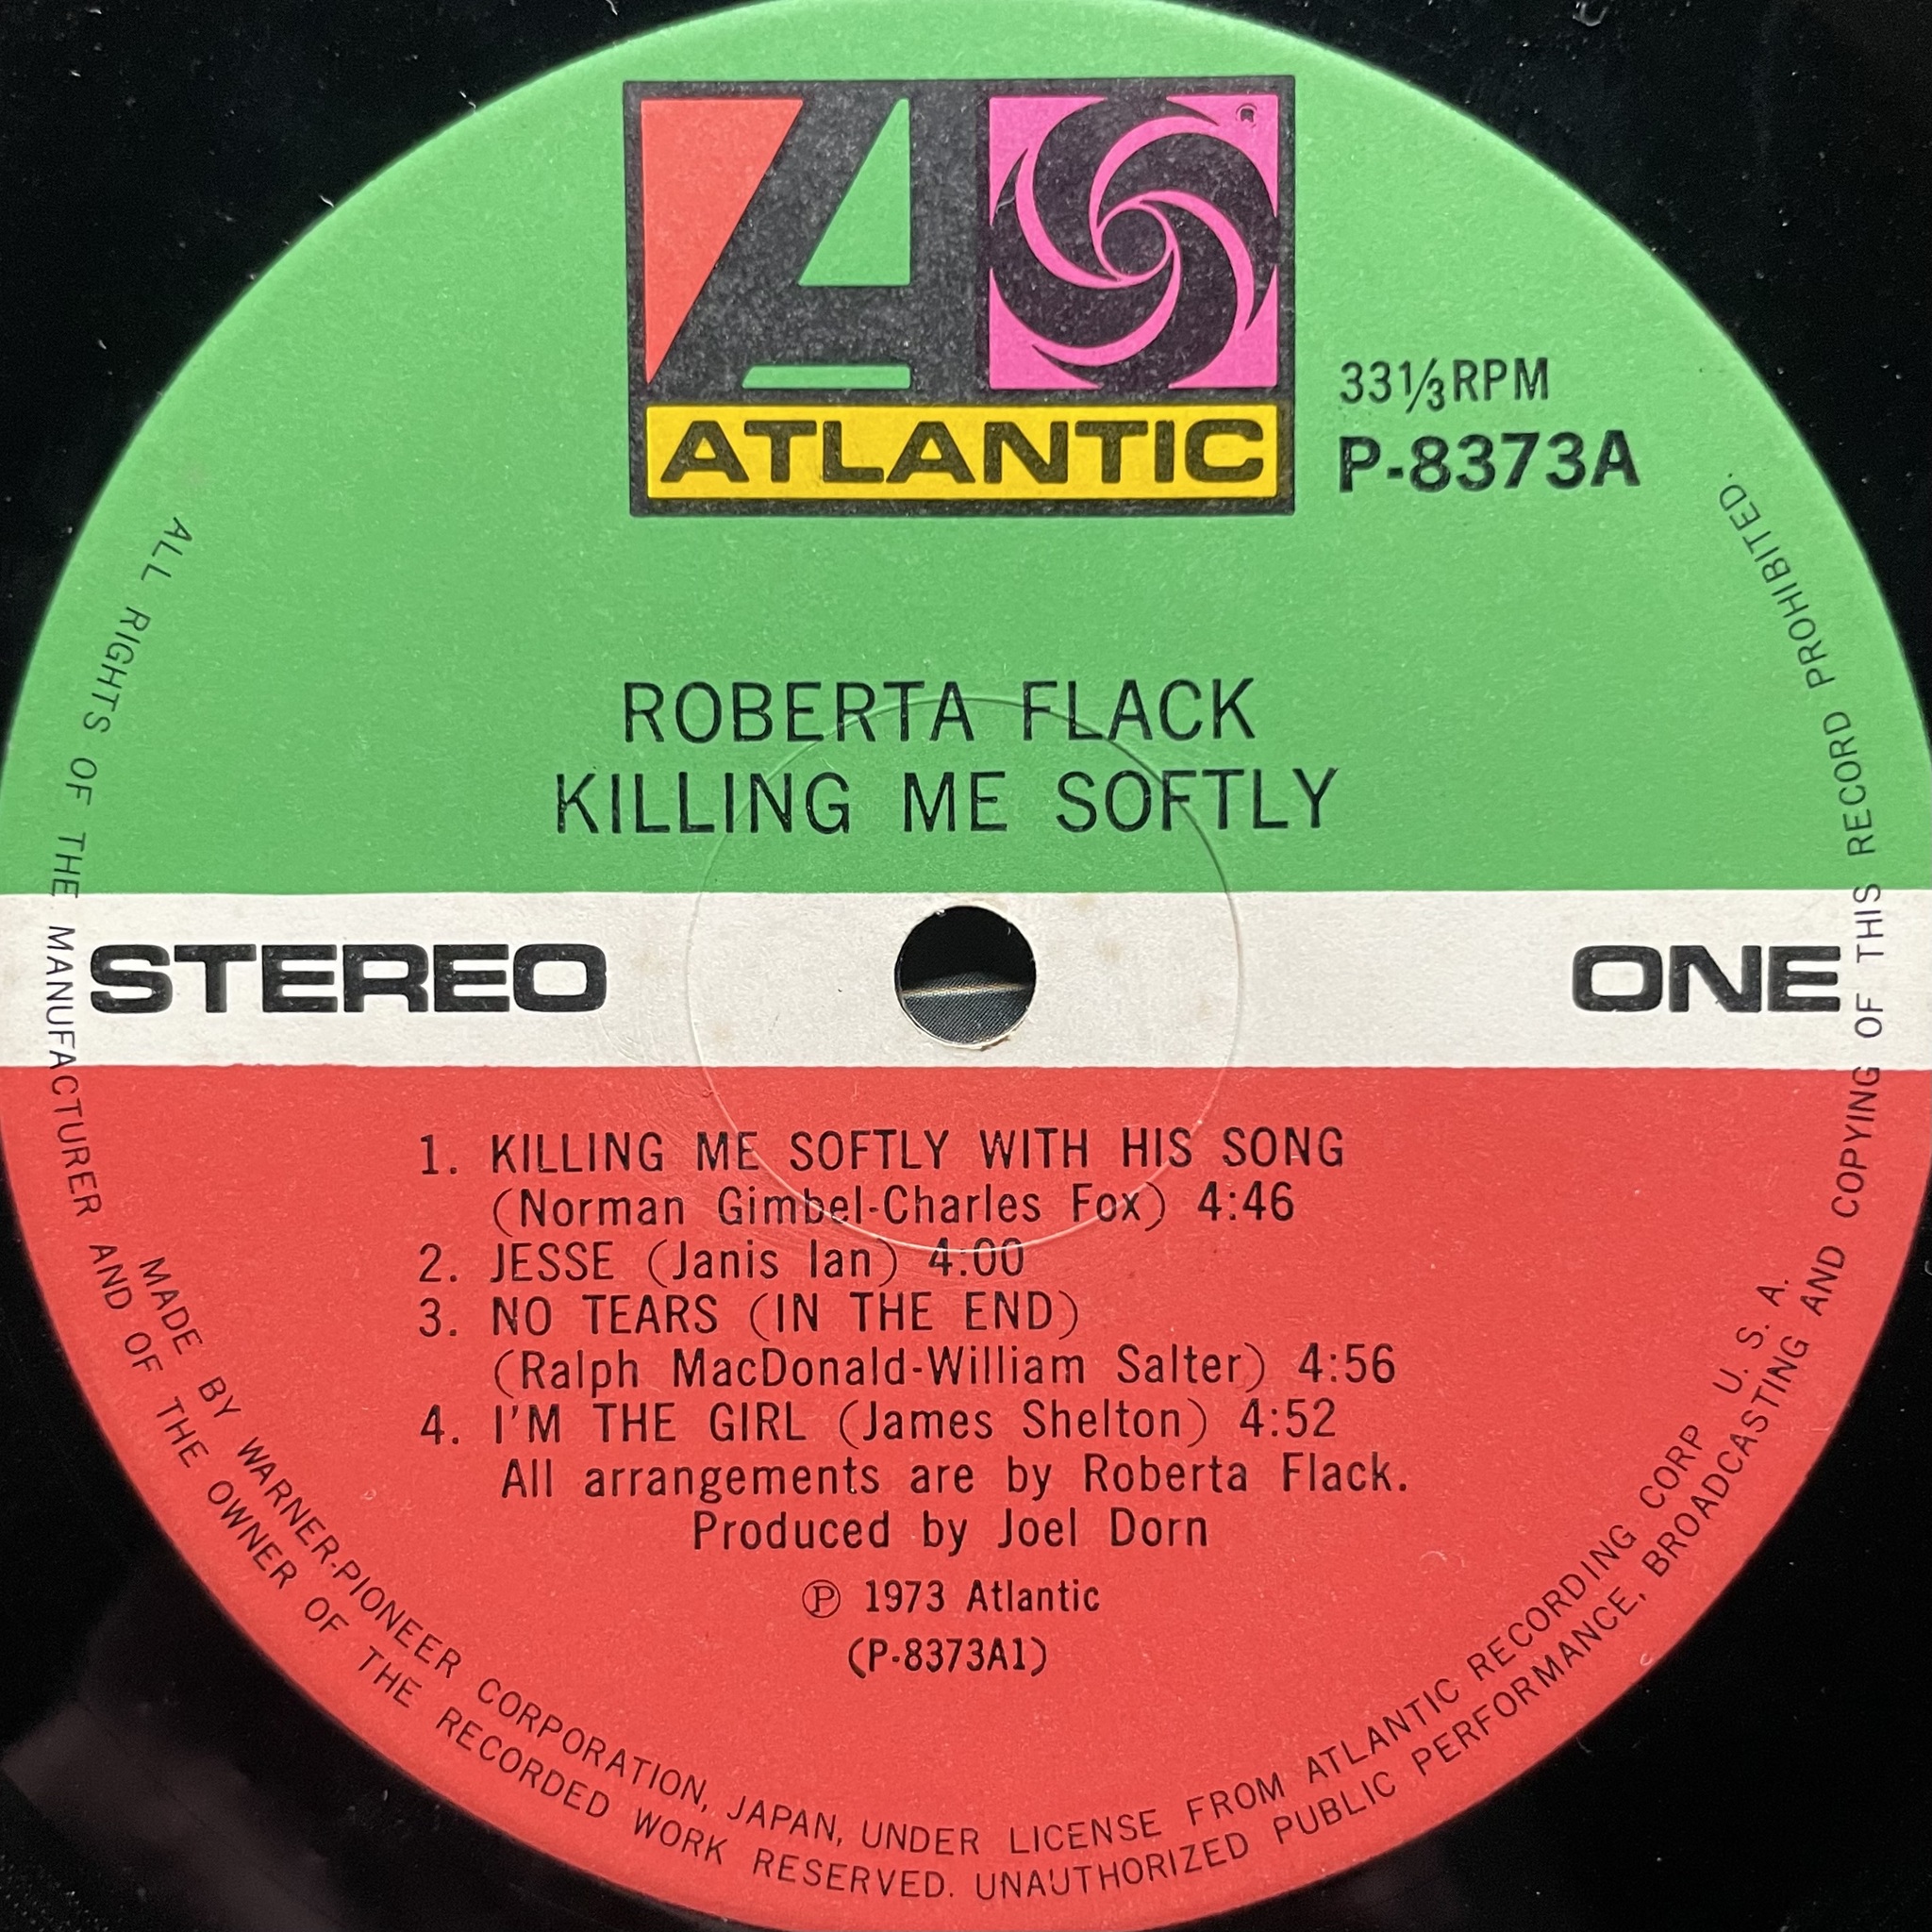 ATLANTIC
33⅓RPM
P-8373A
ROBERTA FLACK
KILLING ME SOFTLY
STEREO
ONE
1. KILLING ME SOFTLY WITH HIS SONG
(Norman Gimbel-Charles Fox) 4:46
2. JESSE (Janis Ian) 4:00
3. NO TEARS (IN THE END)
(Ralph MacDonald-William Salter) 4:56
4. I'M THE GIRL (James Shelton) 4:52
All arrangements are by Roberta Flack.
Produced by Joel Dorn
Ⓟ 1973 Atlantic
(P-8373A1)
MADE BY WARNER-PIONEER CORPORATION, JAPAN, UNDER LICENSE FROM ATLANTIC RECORDING CORP U. S. A.
ALL RIGHTS OF THE MANUFACTURER AND OF THE OWNER OF THE RECORDED WORK RESERVED. UNAUTHORIZED PUBLIC PERFORMANCE, BROADCASTING AND COPYING OF THIS RECORD PROHIBITED.